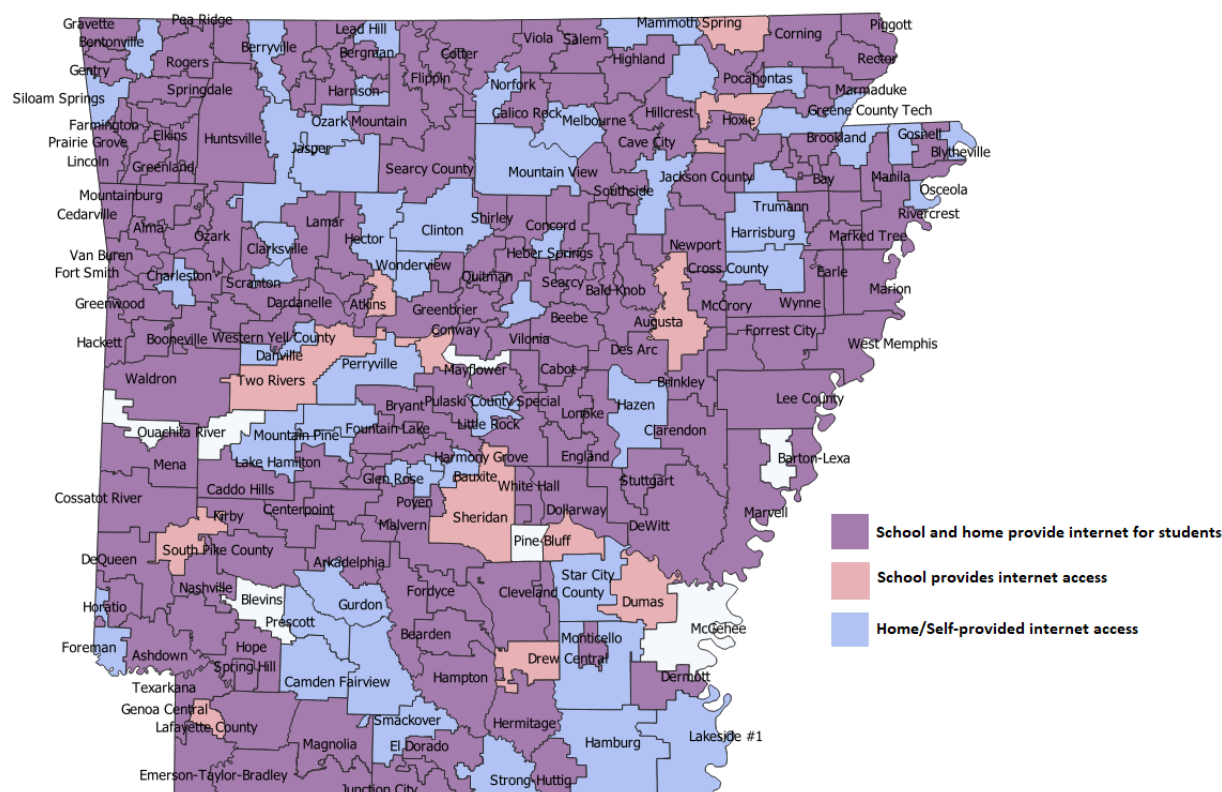 Gravette
Pea Ridge
Lead Hill
Mammoth Spring
Piggott
Bentonville
Berryville
Viola
Salem
Corning
Bergman
Cotter
Highland
Rector
Rogers
Gentry
Flippin
Norfork
Pocahontas
Springdale
Harrison
Marmaduke
Siloam Springs
Calico Rock
Hillcrest
Greene County Tech
Ozark Mountain
Melbourne
Hoxie
Farmington
Elkins
Huntsville
Brookland
Gosnell
Prairie Grove
Jasper
Cave City
Blytheville
Lincoln
Greenland
Searcy County
Mountain View
Jackson County
Bay
Manila
Southside
Osceola
Mountainburg
Trumann
Cedarville
Lamar
Shirley
Rivercrest
Alma
Ozark
Hector
Clinton
Concord
Harrisburg
Marked Tree
Clarksville
Newport
Van Buren
Heber Springs
Wonderview
Cross County
Fort Smith
Charleston
Quitman
Earle
Scranton
Searcy
Bald Knob
Marion
Greenwood
Dardanelle
Atkins
McCrory
Wynne
Greenbrier
Beebe
Augusta
Hackett
Booneville
Western Yell County
Conway
Vilonia
Forrest City
West Memphis
Danville
Des Arc
Perryville
Mayflower
Cabot
Waldron
Two Rivers
Brinkley
Lee County
Bryant
Pulaski County Special
Hazen
Lonoke
Ouachita River
Mountain Pine
Fountain Lake
Little Rock
Clarendon
Mena
Lake Hamilton
Harmony Grove
England
Barton-Lexa
Glen Rose
Bauxite
Caddo Hills
White Hall
Stuttgart
Cossatot River
Poyen
Centerpoint
Dollarway
Marvell
Kirby
Sheridan
Malvern
DeWitt
Pine Bluff
School and home provide internet for students
South Pike County
DeQueen
Arkadelphia
Star City
School provides internet access
Nashville
Fordyce
Cleveland County
Blevins
Dumas
Horatio
Gurdon
Prescott
McGehee
Home/Self-provided internet access
Bearden
Monticello
Foreman
Hope
Ashdown
Drew Central
Spring Hill
Hampton
Dermott
Texarkana
Camden Fairview
Genoa Central
Smackover
Hermitage
Lafayette County
Lakeside #1
Magnolia
El Dorado
Hamburg
Emerson-Taylor-Bradley
Strong-Huttig
Junction City